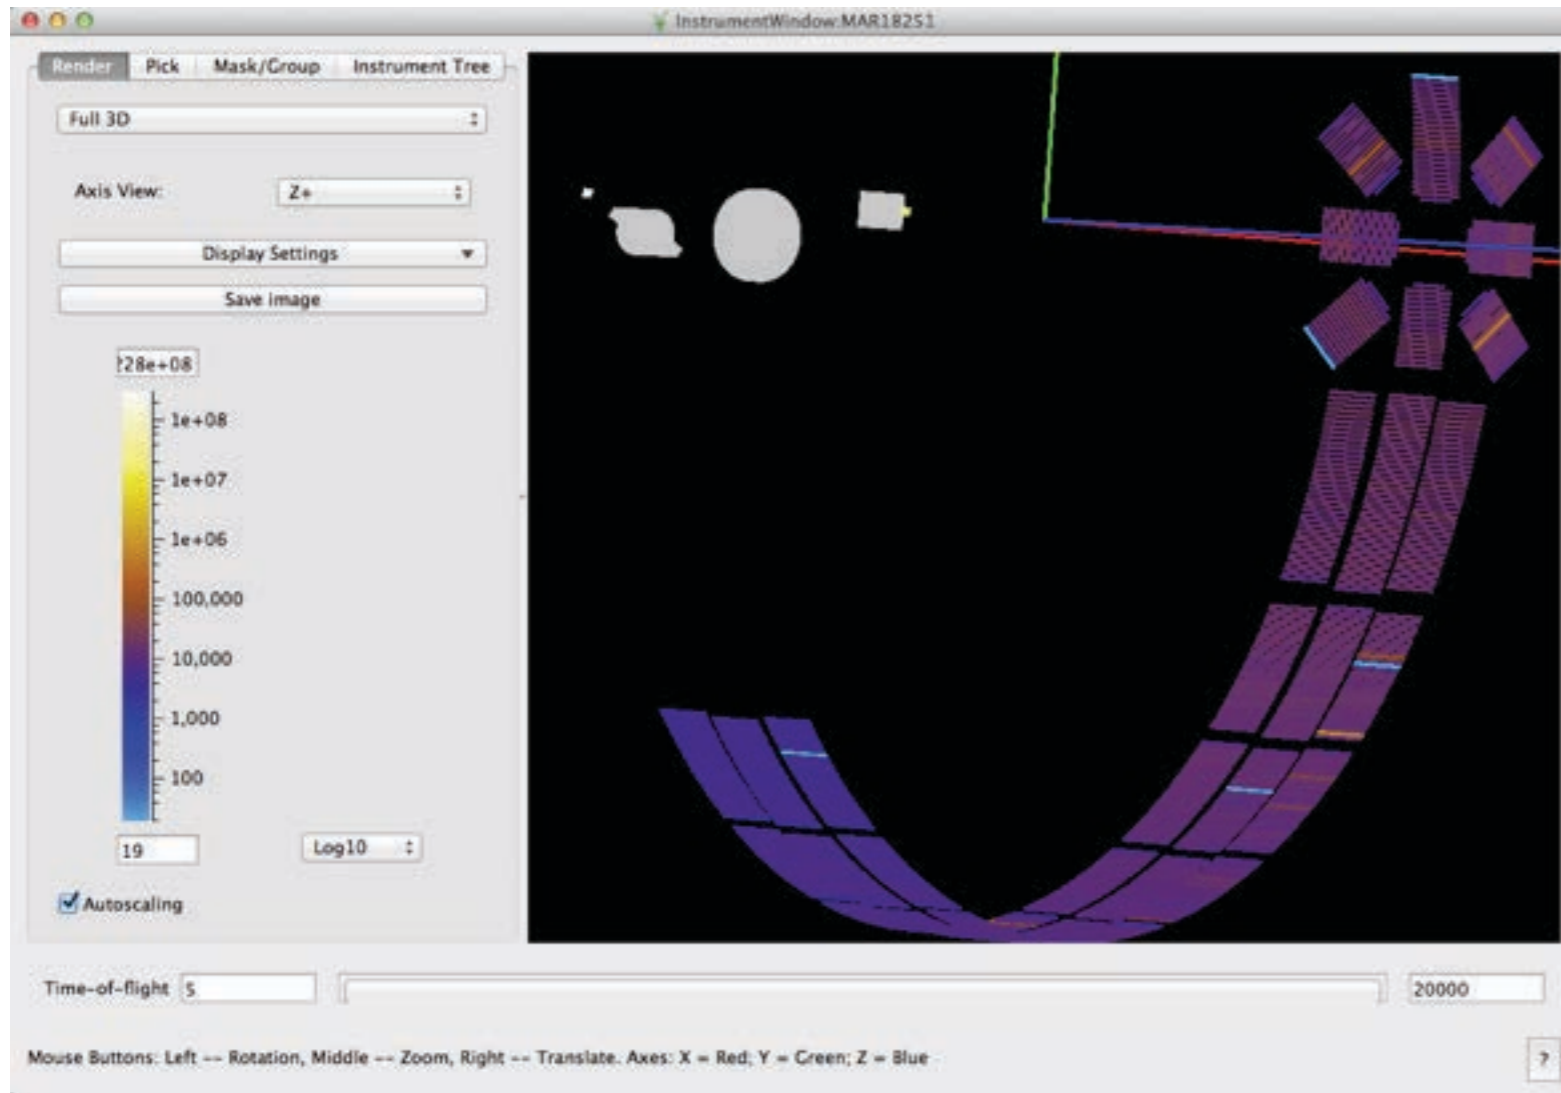 InstrumentWindow:MAR18251
Render Pick Mask/Group Instrument Tree
Full 3D
Axis View: Z+
Display Settings
Save image
?28e+08
1e+08
1e+07
1e+06
100,000
10,000
1,000
100
19 Log10
Autoscaling
Time-of-flight 5 20000
Mouse Buttons: Left -- Rotation, Middle -- Zoom, Right -- Translate. Axes: X = Red; Y = Green; Z = Blue
?